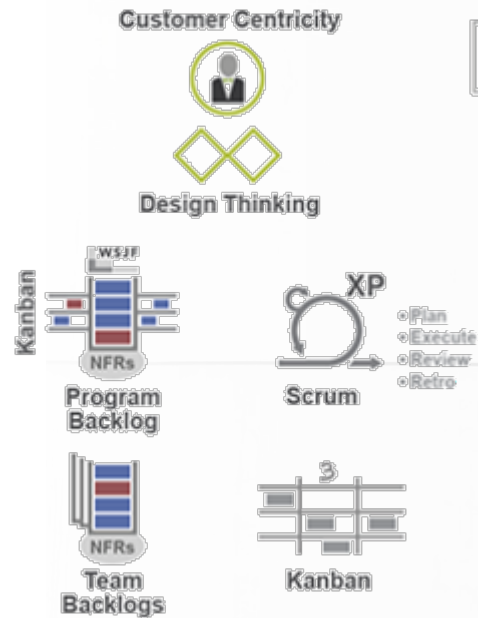 Customer Centricity
Design Thinking
WSJF
Kanban
NFRs
Program
Backlog
XP
• Plan
• Execute
• Review
• Retro
Scrum
NFRs
Team
Backlogs
3
Kanban